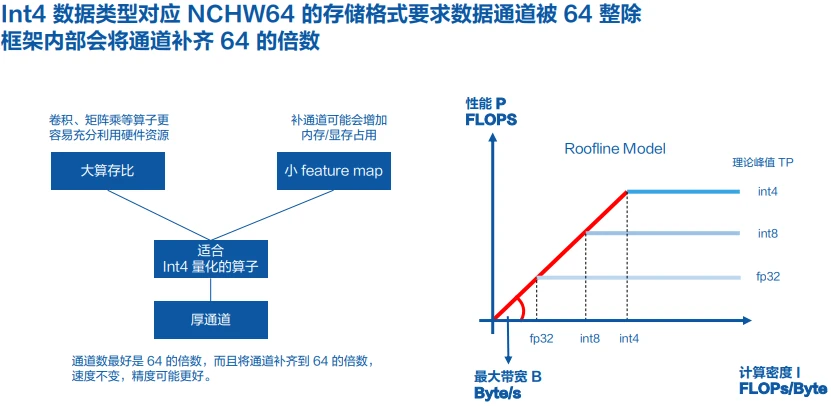 Int4 数据类型对应 NCHW64 的存储格式要求数据通道被 64 整除
框架内部会将通道补齐 64 的倍数
卷积、矩阵乘等算子更
容易充分利用硬件资源
补通道可能会增加
内存/显存占用
大算存比
小 feature map
适合
Int4 量化的算子
厚通道
通道数最好是 64 的倍数，而且将通道补齐到 64 的倍数，
速度不变，精度可能更好。
性能 P
FLOPS
Roofline Model
理论峰值 TP
int4
int8
fp32
fp32 int8 int4
最大带宽 B
Byte/s
计算密度 I
FLOPs/Byte